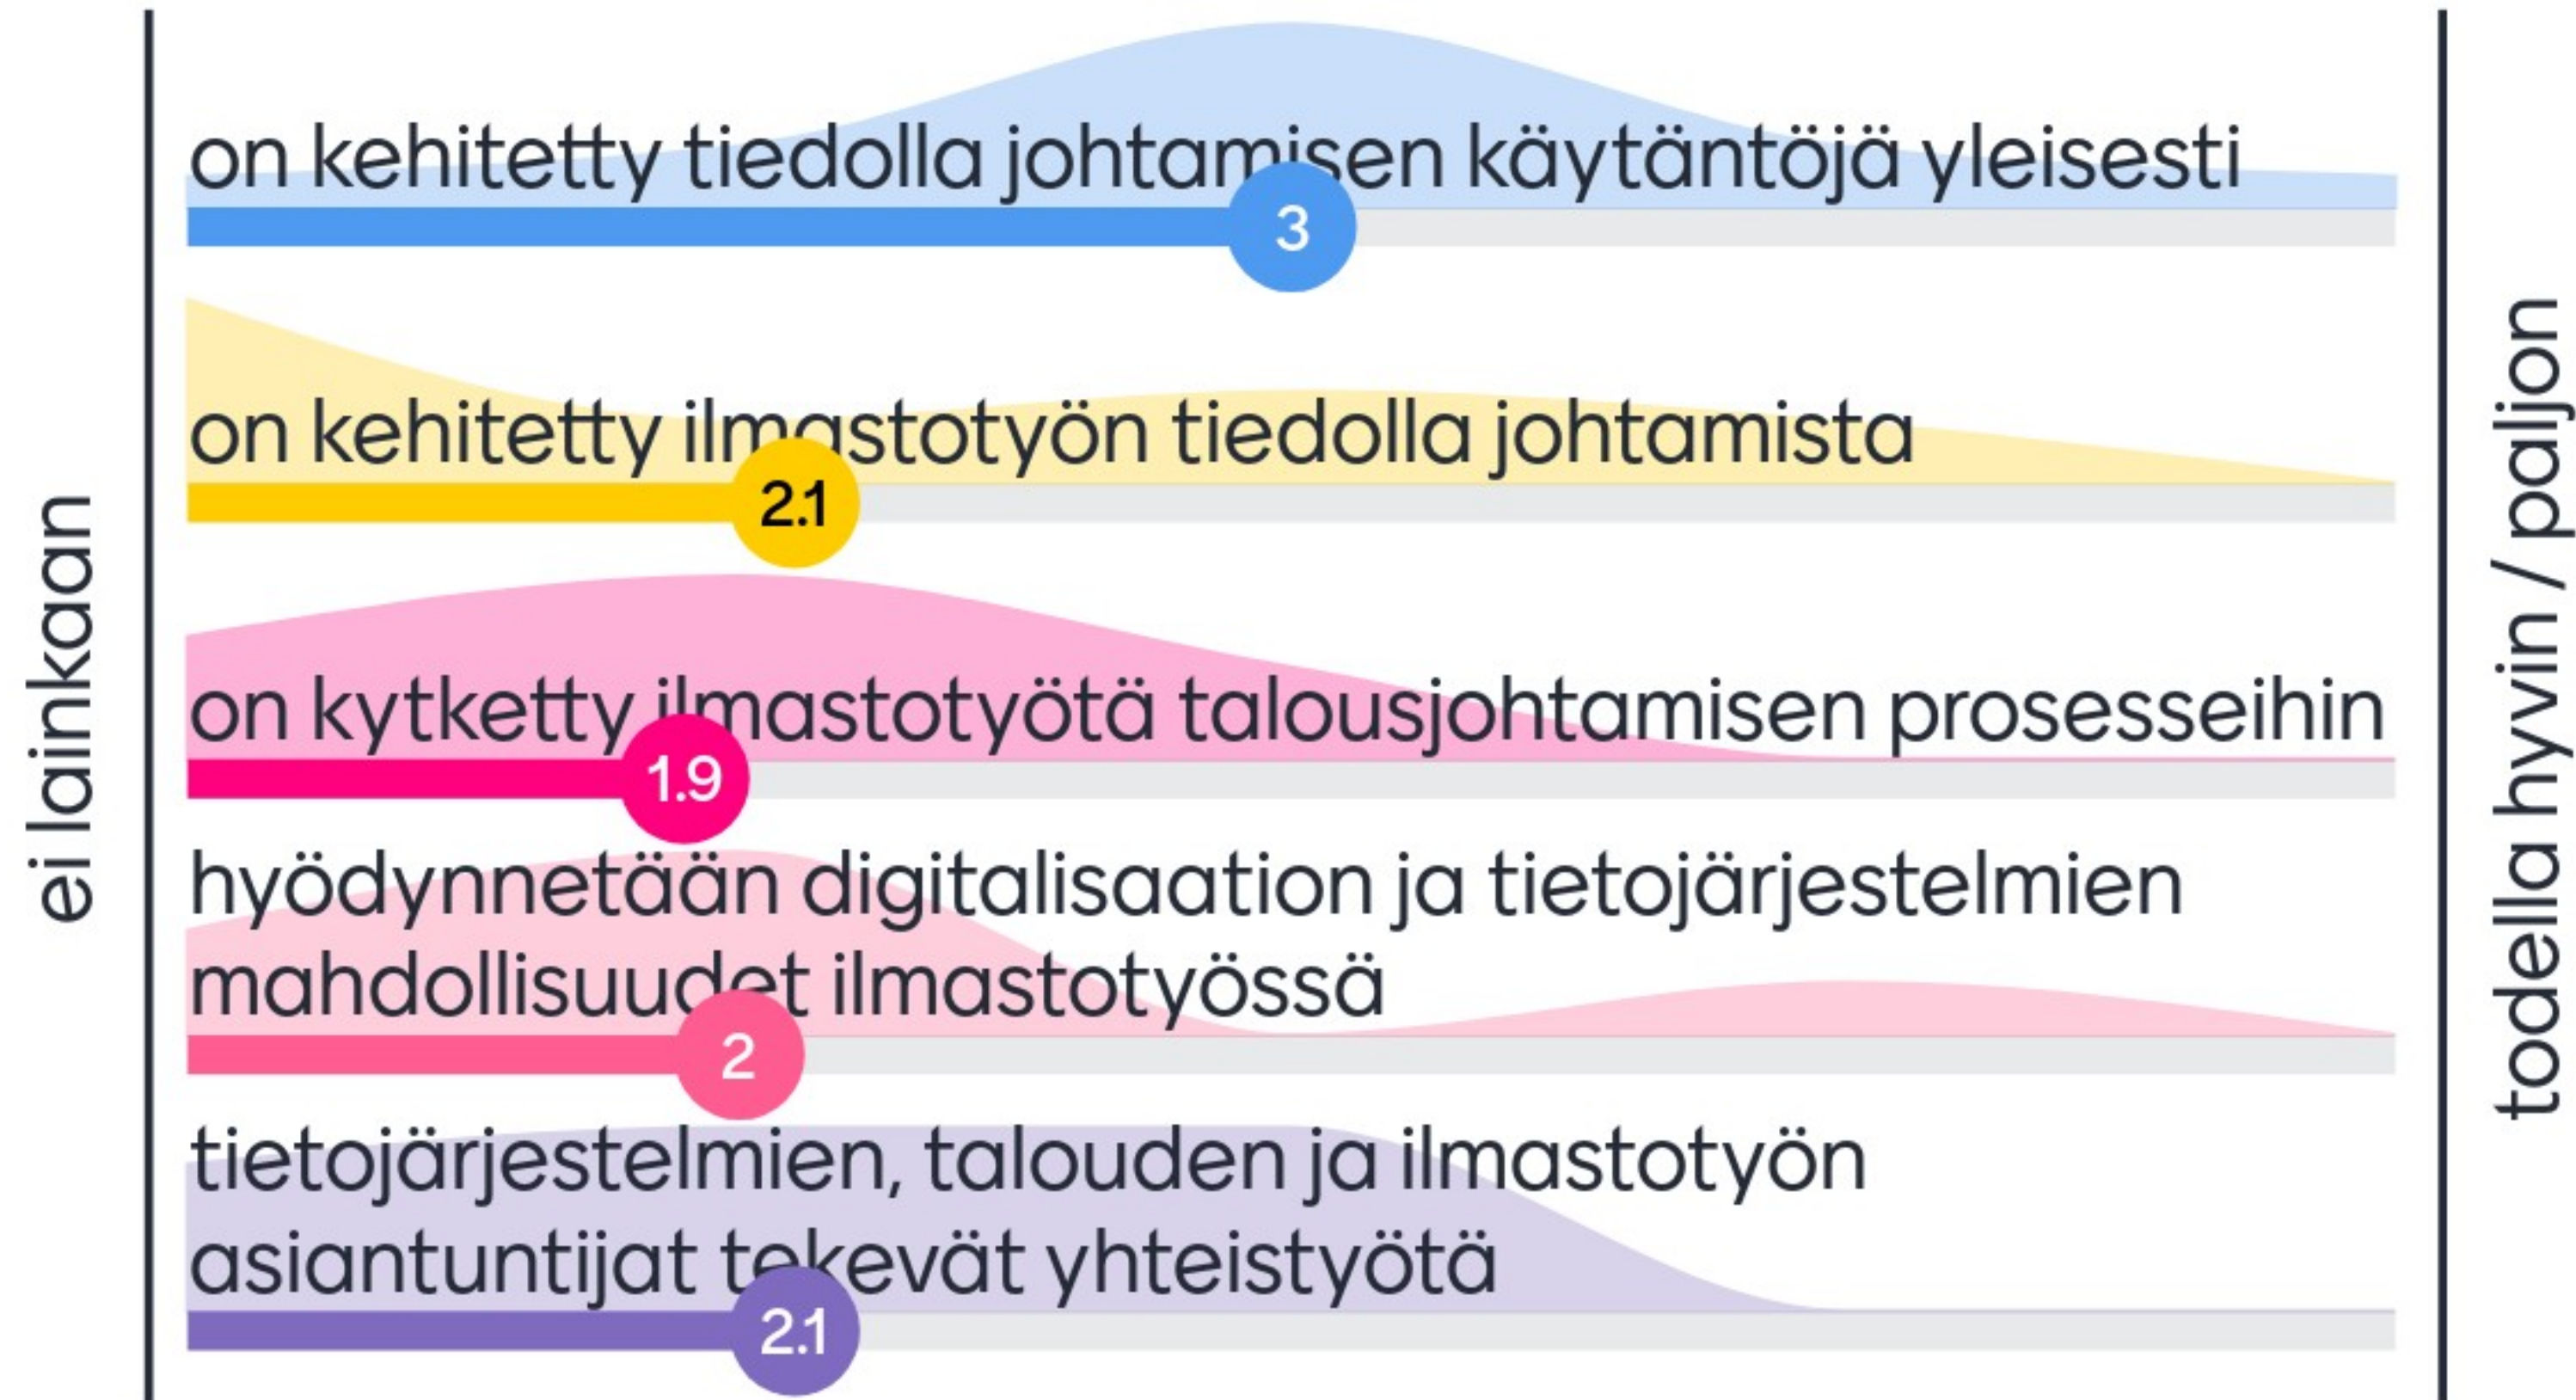 ei lainkaan
on kehitetty tiedolla johtamisen käytäntöjä yleisesti
3
on kehitetty ilmastotyön tiedolla johtamista
2.1
on kytketty ilmastotyötä talousjohtamisen prosesseihin
1.9
hyödynnetään digitalisaation ja tietojärjestelmien
mahdollisuudet ilmastotyössä
2
tietojärjestelmien, talouden ja ilmastotyön
asiantuntijat tekevät yhteistyötä
2.1
todella hyvin / paljon